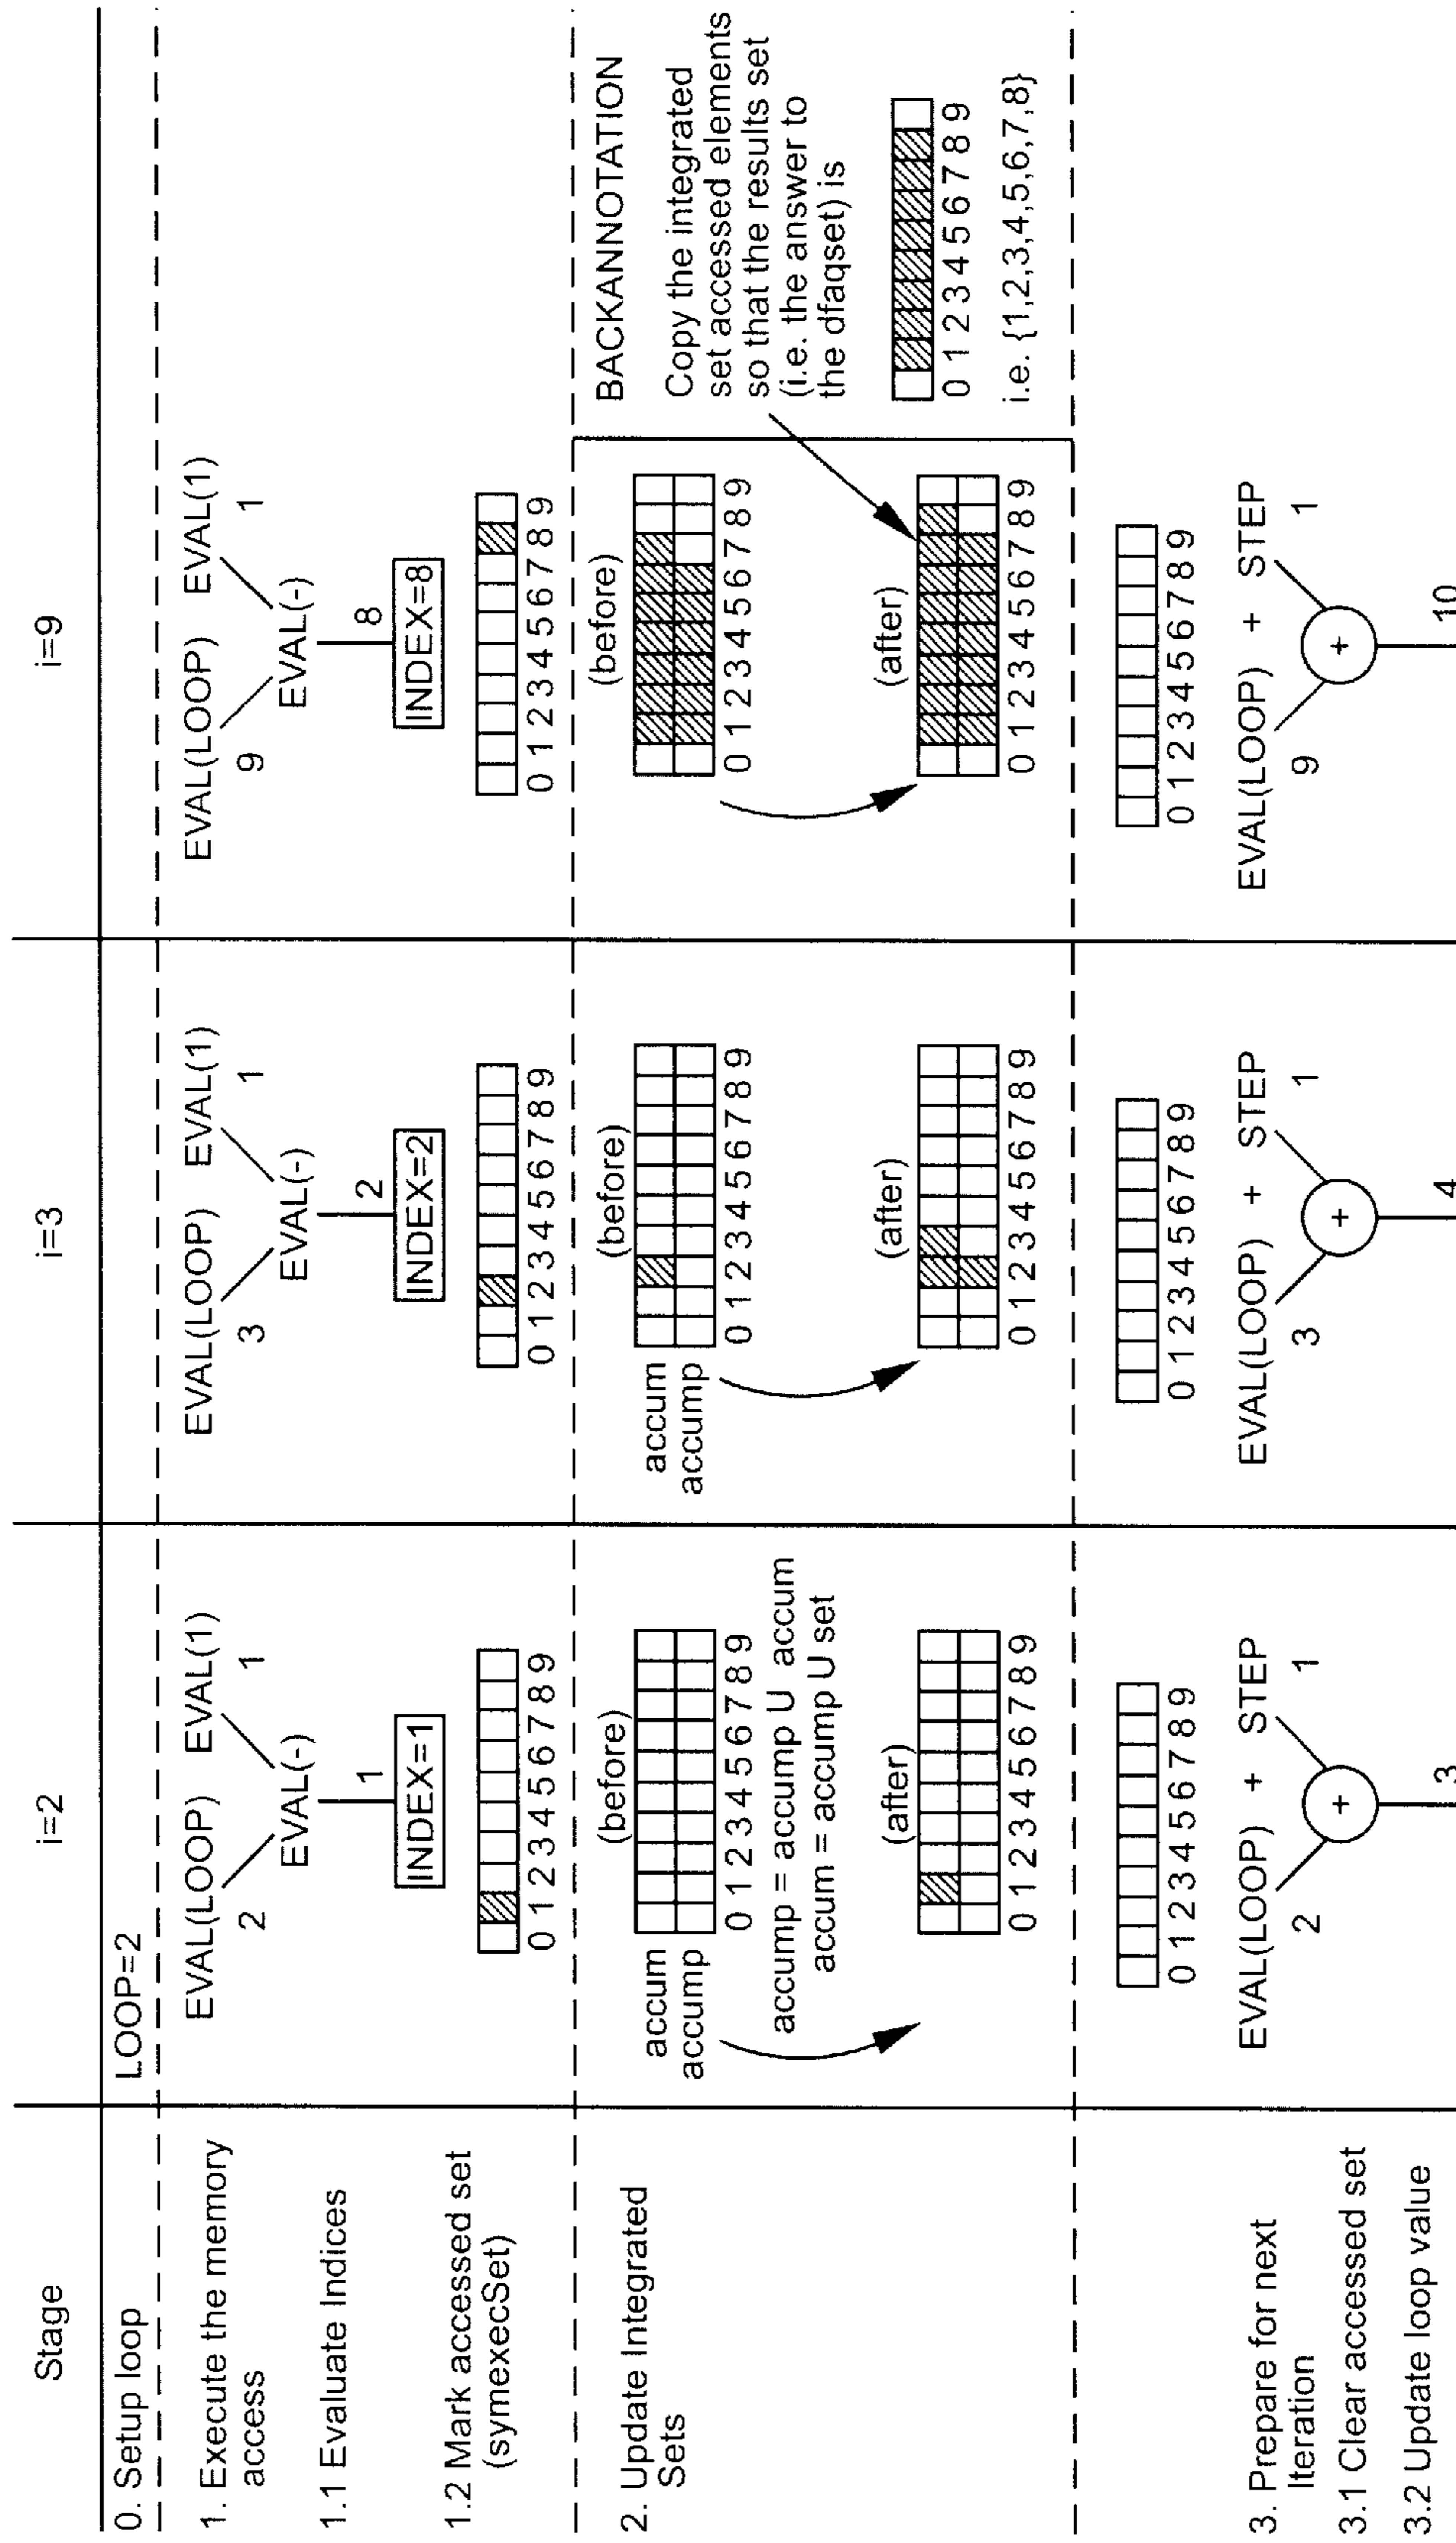 Stage
i=2
i=3
i=9
0. Setup loop
LOOP=2
1. Execute the memory
access
1.1 Evaluate Indices
1.2 Mark accessed set
(symexecSet)
EVAL(LOOP) EVAL(1)
2 1
EVAL(-)
1
INDEX=1
0 1 2 3 4 5 6 7 8 9
EVAL(LOOP) EVAL(1)
3 1
EVAL(-)
2
INDEX=2
0 1 2 3 4 5 6 7 8 9
EVAL(LOOP) EVAL(1)
9 1
EVAL(-)
8
INDEX=8
0 1 2 3 4 5 6 7 8 9
2. Update Integrated
Sets
(before)
accum
accump
0 1 2 3 4 5 6 7 8 9
accump = accump U accum
accum = accump U set
(after)
0 1 2 3 4 5 6 7 8 9
(before)
accum
accump
0 1 2 3 4 5 6 7 8 9
(after)
0 1 2 3 4 5 6 7 8 9
(before)
0 1 2 3 4 5 6 7 8 9
(after)
0 1 2 3 4 5 6 7 8 9
BACKANNOTATION
Copy the integrated
set accessed elements
so that the results set
(i.e. the answer to
the dfaqset) is
0 1 2 3 4 5 6 7 8 9
i.e. {1,2,3,4,5,6,7,8}
3. Prepare for next
Iteration
3.1 Clear accessed set
3.2 Update loop value
0 1 2 3 4 5 6 7 8 9
EVAL(LOOP) + STEP
2 1
+
3
0 1 2 3 4 5 6 7 8 9
EVAL(LOOP) + STEP
3 1
+
4
0 1 2 3 4 5 6 7 8 9
EVAL(LOOP) + STEP
9 1
+
10